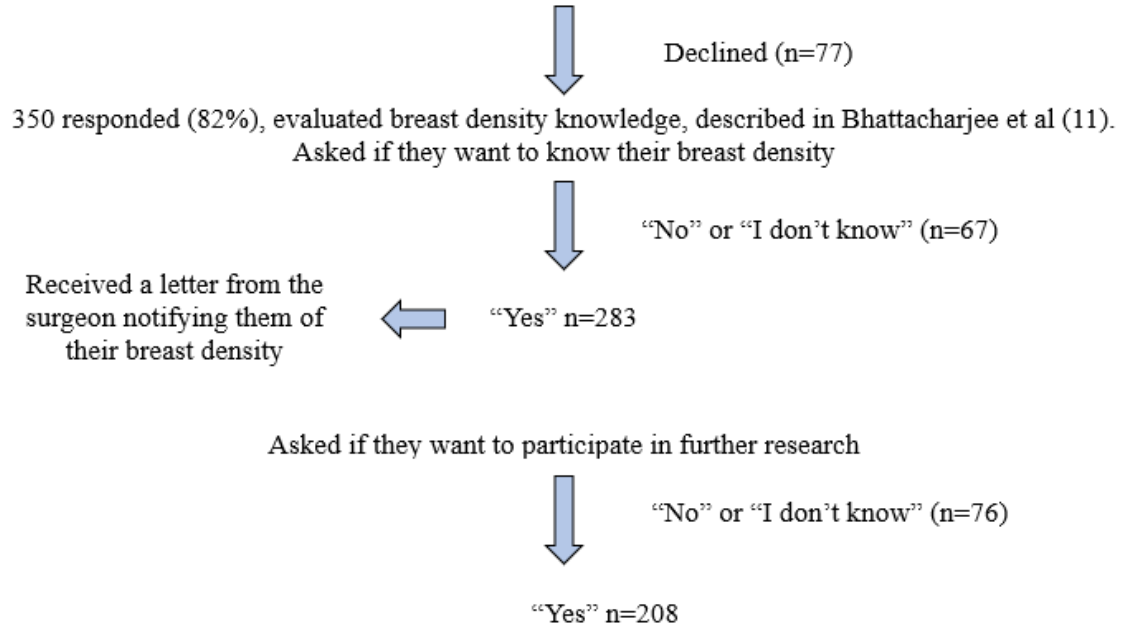 Declined (n=77)
350 responded (82%), evaluated breast density knowledge, described in Bhattacharjee et al (11).
Asked if they want to know their breast density
“No” or “I don’t know” (n=67)
Received a letter from the
surgeon notifying them of
their breast density
“Yes” n=283
Asked if they want to participate in further research
“No” or “I don’t know” (n=76)
“Yes” n=208